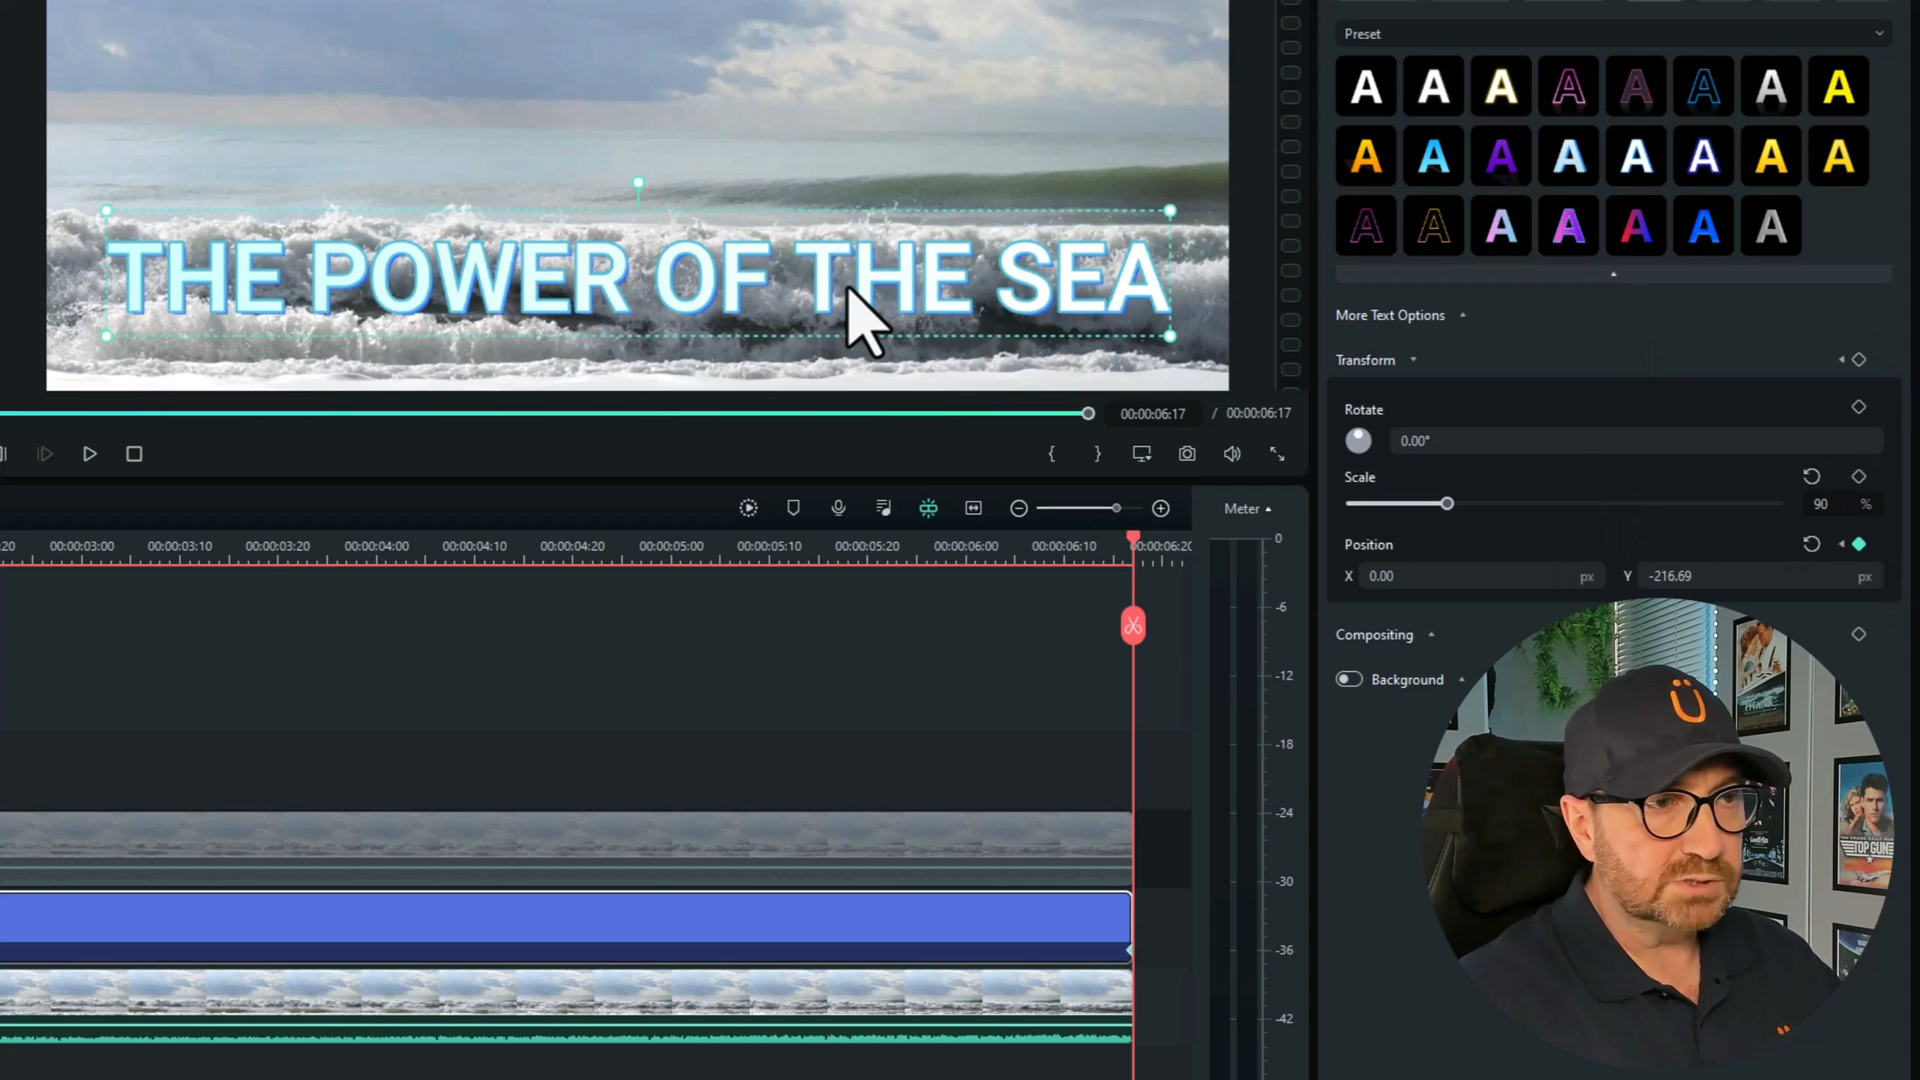 Preset
A A A A A A A A
A A A A A A A A
A A A A A A A
THE POWER OF THE SEA
More Text Options
Transform
Rotate
0.00°
Scale
90 %
Position
X 0.00 px Y -216.69 px
Compositing
Background
00:00:06:17 / 00:00:06:17
{ }
Meter
:20 00:00:03:00 00:00:03:10 00:00:03:20 00:00:04:00 00:00:04:10 00:00:04:20 00:00:05:00 00:00:05:10 00:00:05:20 00:00:06:00 00:00:06:10 00:00:06:20
0
-6
-12
-18
-24
-30
-36
-42
Ü
TITANIC
GoodFellas
TOP GUN